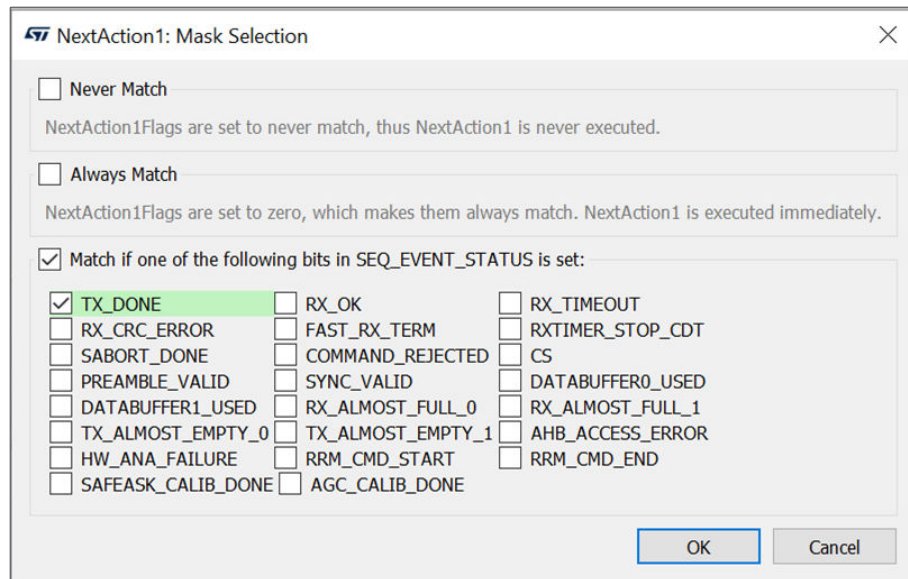 ST NextAction1: Mask Selection
Never Match
NextAction1Flags are set to never match, thus NextAction1 is never executed.
Always Match
NextAction1Flags are set to zero, which makes them always match. NextAction1 is executed immediately.
Match if one of the following bits in SEQ_EVENT_STATUS is set:
TX_DONE RX_OK RX_TIMEOUT
RX_CRC_ERROR FAST_RX_TERM RXTIMER_STOP_CDT
SABORT_DONE COMMAND_REJECTED CS
PREAMBLE_VALID SYNC_VALID DATABUFFER0_USED
DATABUFFER1_USED RX_ALMOST_FULL_0 RX_ALMOST_FULL_1
TX_ALMOST_EMPTY_0 TX_ALMOST_EMPTY_1 AHB_ACCESS_ERROR
HW_ANA_FAILURE RRM_CMD_START RRM_CMD_END
SAFEASK_CALIB_DONE AGC_CALIB_DONE
OK Cancel